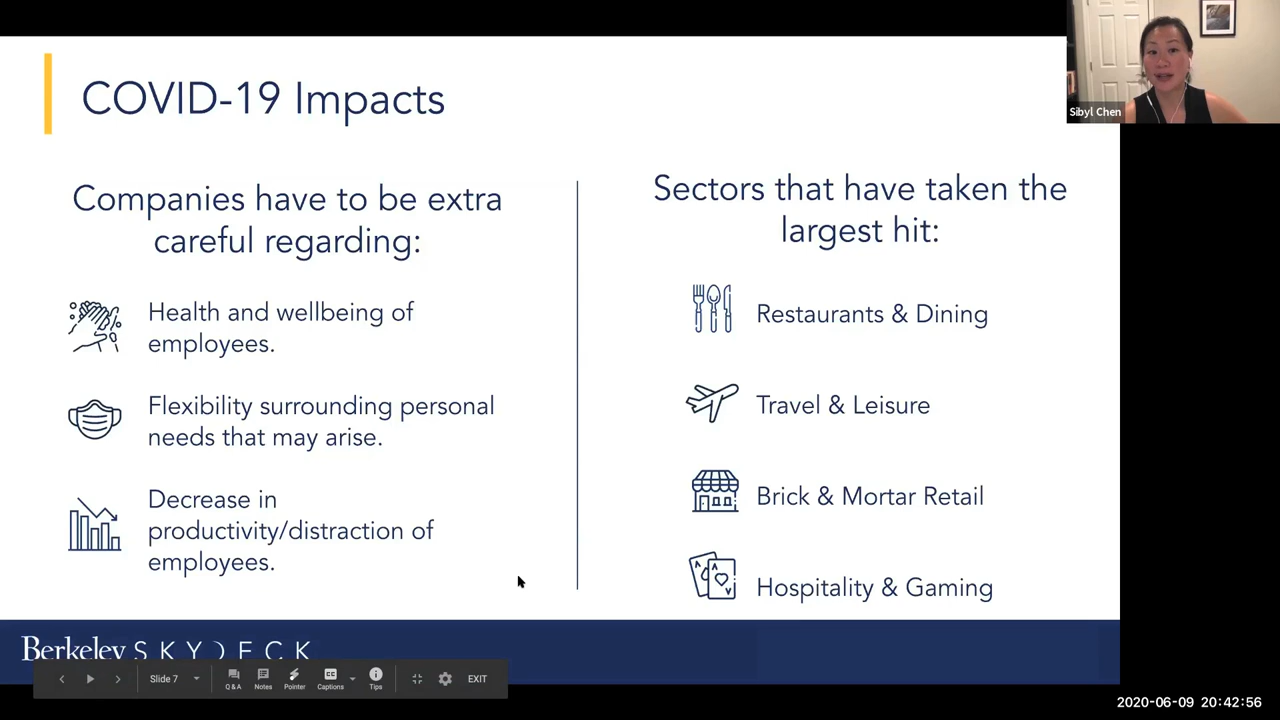 COVID-19 Impacts
Companies have to be extra
careful regarding:
Health and wellbeing of
employees.
Flexibility surrounding personal
needs that may arise.
Decrease in
productivity/distraction of
employees.
Sectors that have taken the
largest hit:
Restaurants & Dining
Travel & Leisure
Brick & Mortar Retail
Hospitality & Gaming
Sibyl Chen
Berkeley SKYDECK
Slide 7
Q & A
Notes
Pointer
CC
Captions
Tips
EXIT
2020-06-09 20:42:56